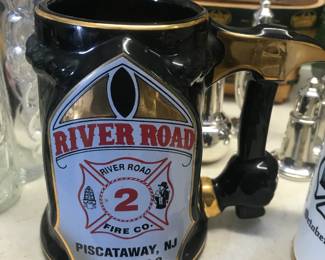 RIVER ROAD
RIVER ROAD
2
FIRE CO.
PISCATAWAY, NJ